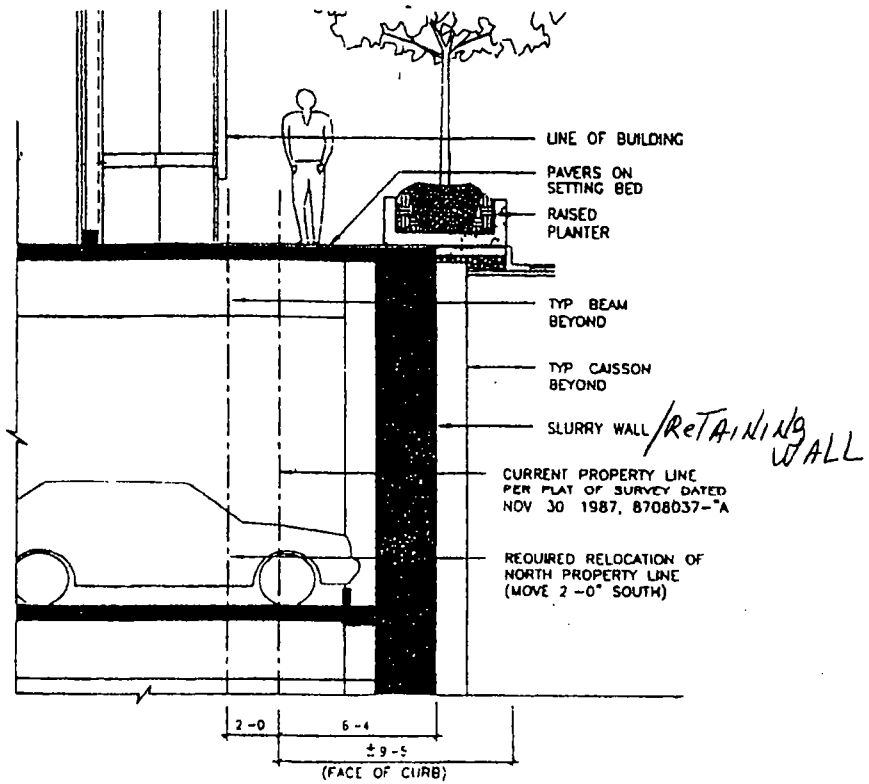 LINE OF BUILDING
PAVERS ON
SETTING BED
RAISED
PLANTER
TYP BEAM
BEYOND
TYP CAISSON
BEYOND
SLURRY WALL /ReTAINING
WALL
CURRENT PROPERTY LINE
PER PLAT OF SURVEY DATED
NOV 30 1987, 8708037-"A
REQUIRED RELOCATION OF
NORTH PROPERTY LINE
(MOVE 2-0" SOUTH)
2-0 6-4
±9-5
(FACE OF CURB)